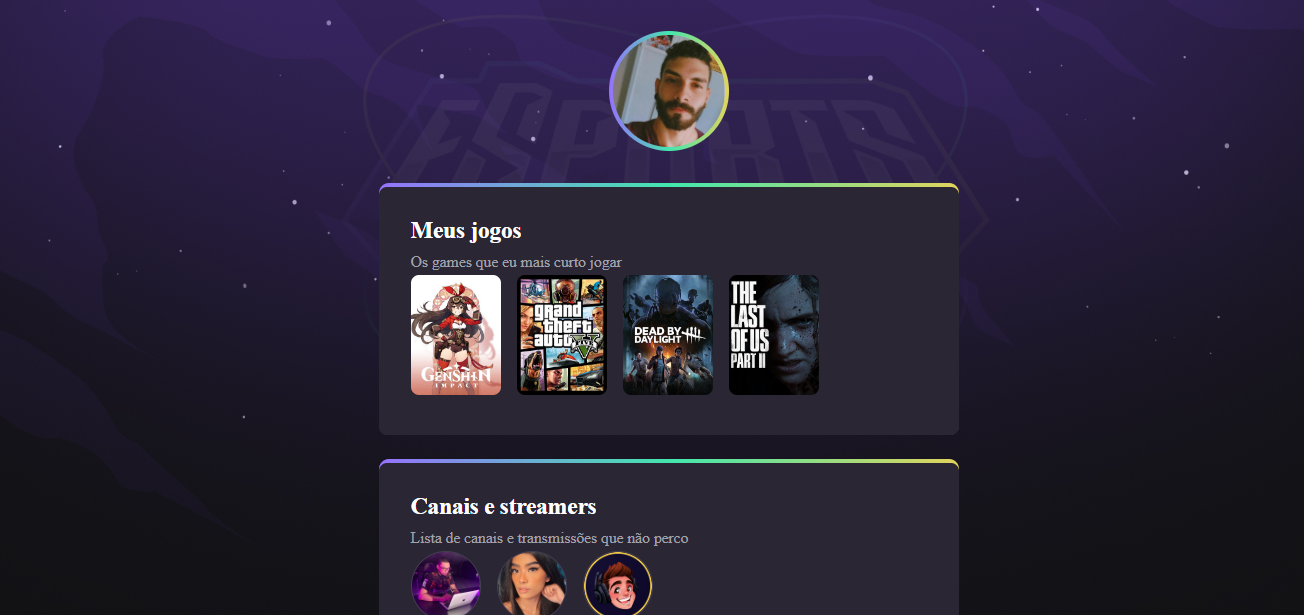 ESPORTS
Meus jogos
Os games que eu mais curto jogar
GENSHIN
IMPACT
grand
theft
auto V
FIVE
DEAD BY
DAYLIGHT
THE
LAST
OF US
PART II
Canais e streamers
Lista de canais e transmissões que não perco